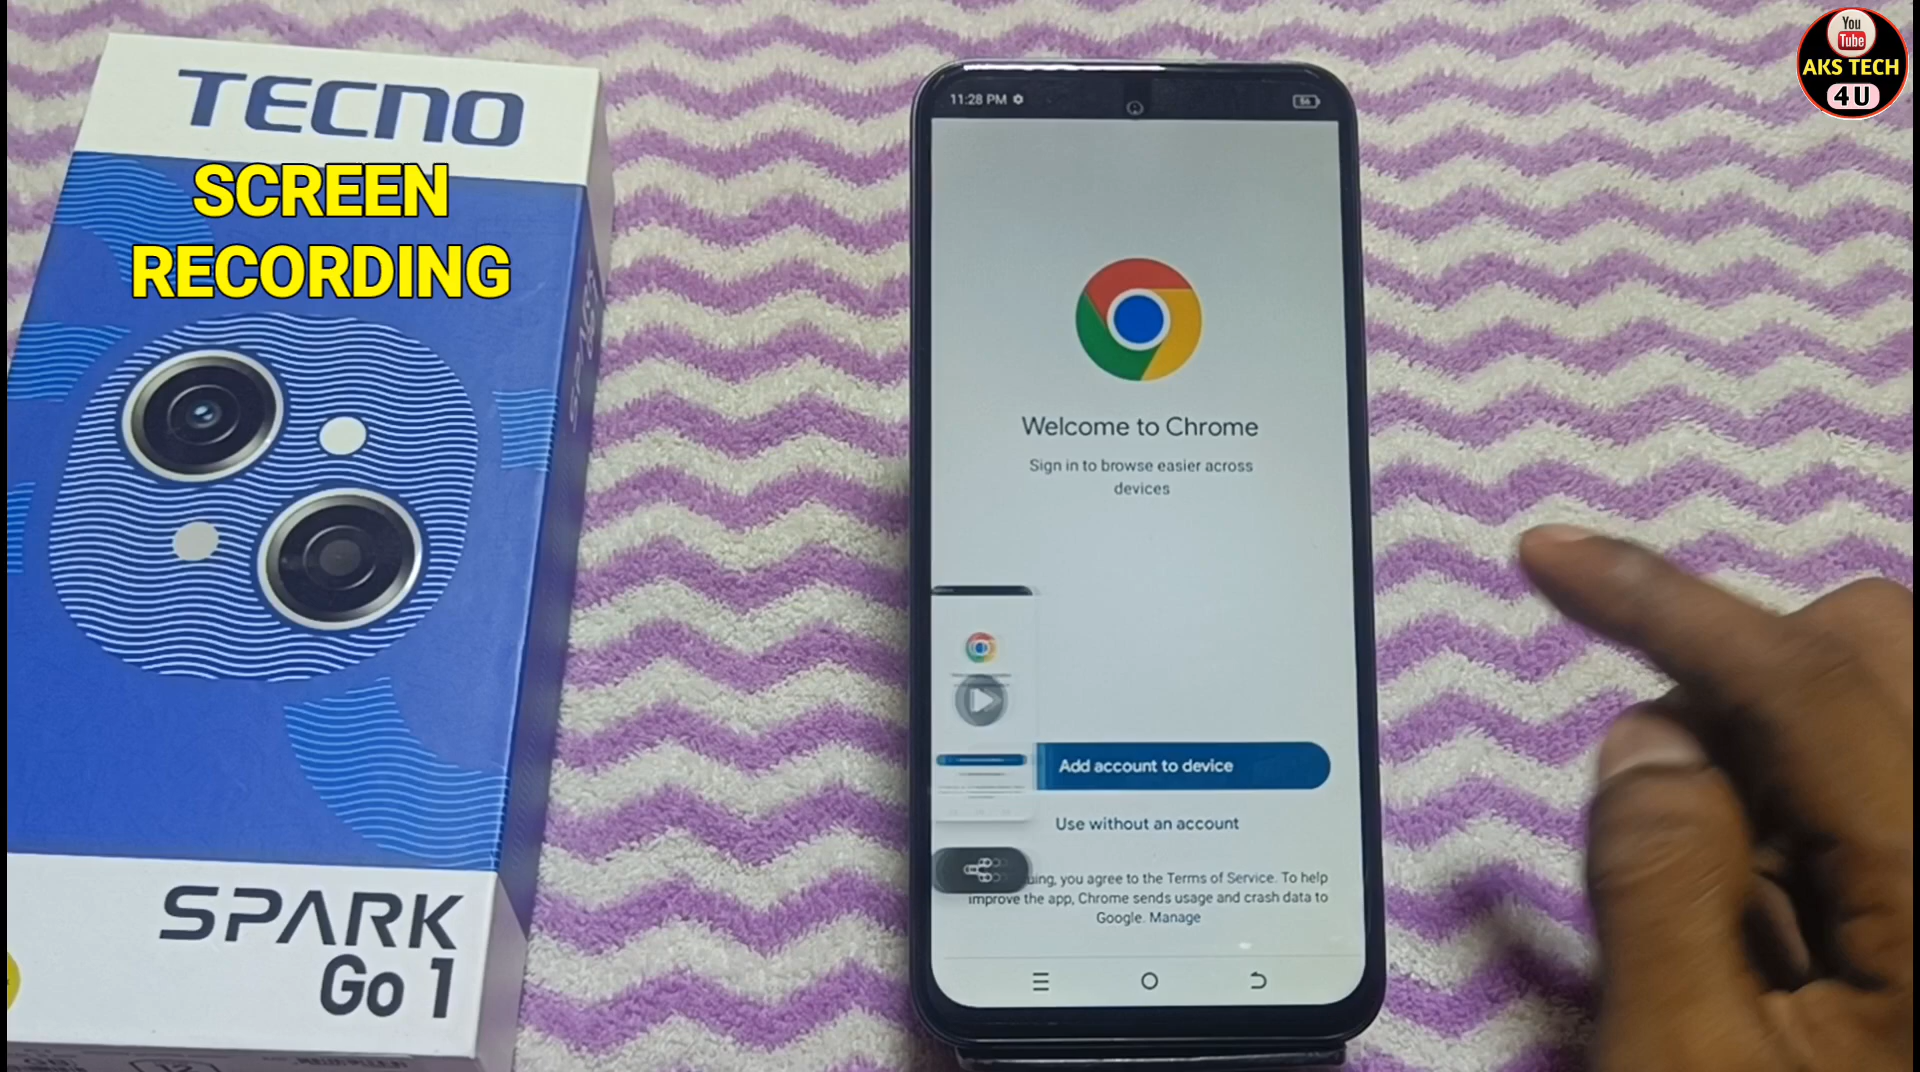 TECNO
SCREEN
RECORDING
SPARK
Go 1
11:28 PM
56
Welcome to Chrome
Sign in to browse easier across
devices
Add account to device
Use without an account
uing, you agree to the Terms of Service. To help
improve the app, Chrome sends usage and crash data to
Google. Manage
You
Tube
AKS TECH
4U